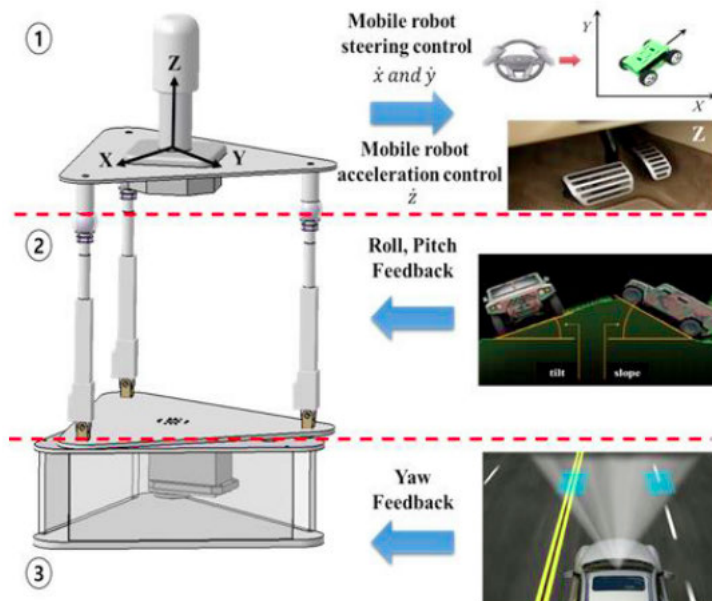 ①
Z
X
Y
Mobile robot
steering control
ẋ and ẏ
Mobile robot
acceleration control
ż
Y
X
Z
②
Roll, Pitch
Feedback
tilt
slope
③
Yaw
Feedback